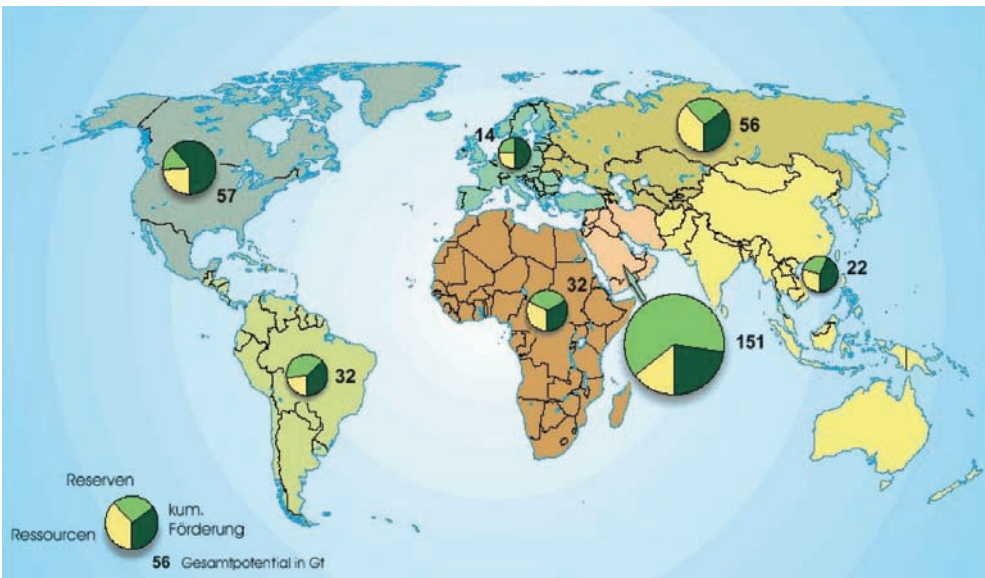 14
56
57
22
32
151
32
Reserven
kum.
Förderung
Ressourcen
56 Gesamtpotential in Gt